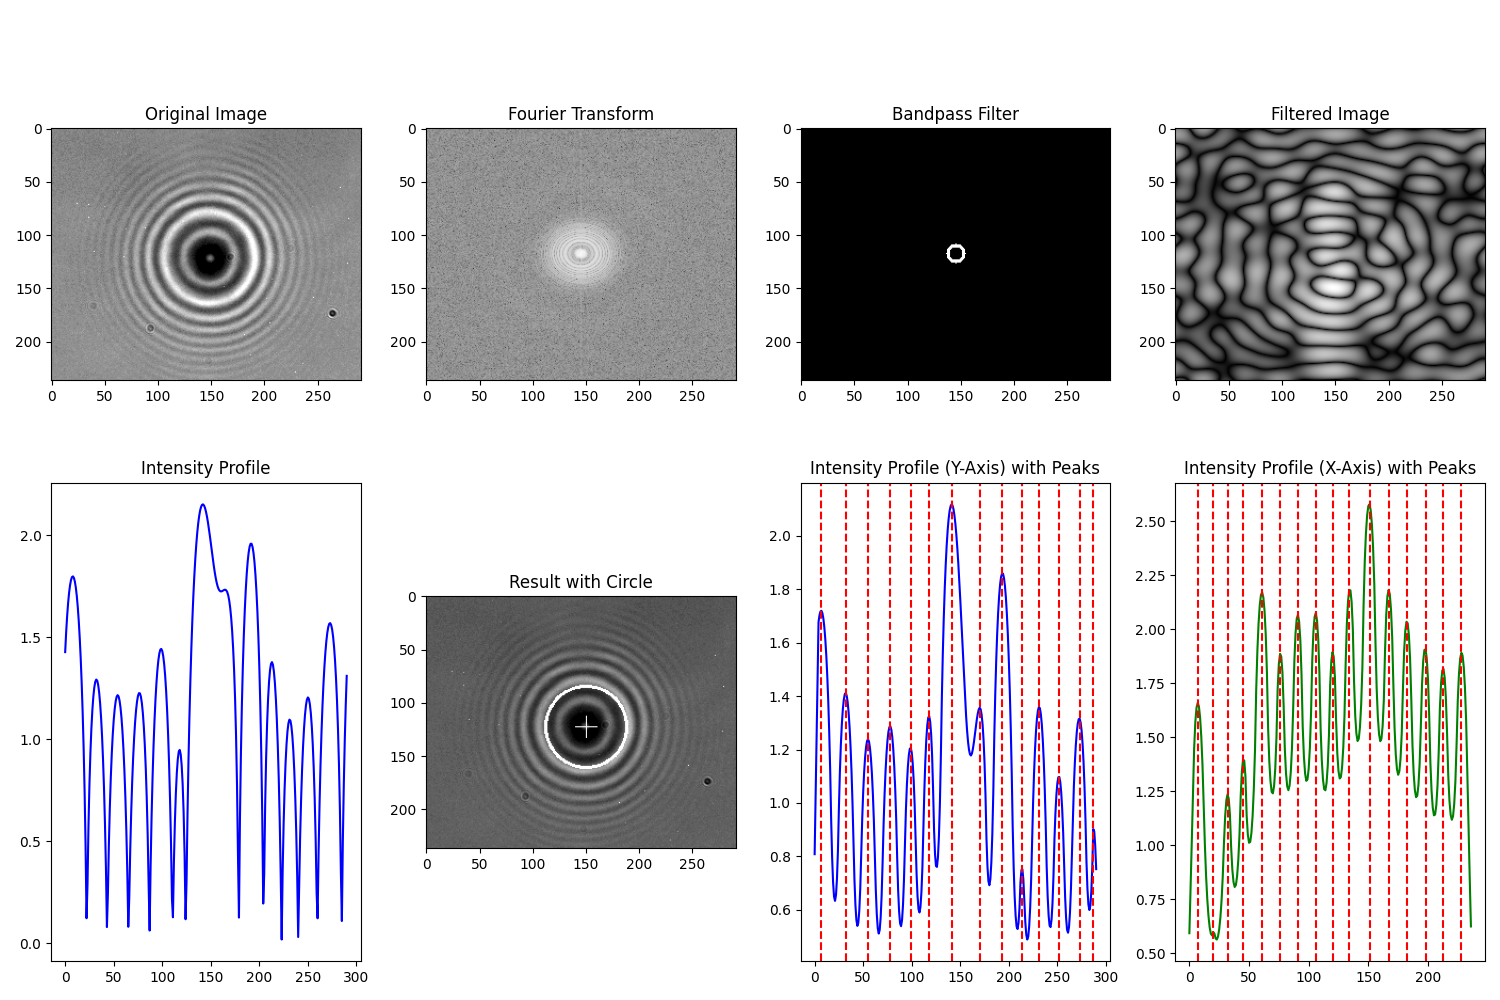 Original Image
Fourier Transform
Bandpass Filter
Filtered Image
0
50
100
150
200
0 50 100 150 200 250
0
50
100
150
200
0 50 100 150 200 250
0
50
100
150
200
0 50 100 150 200 250
0
50
100
150
200
0 50 100 150 200 250
Intensity Profile
2.0
1.5
1.0
0.5
0.0
0 50 100 150 200 250 300
Result with Circle
0
50
100
150
200
0 50 100 150 200 250
Intensity Profile (Y-Axis) with Peaks
2.0
1.8
1.6
1.4
1.2
1.0
0.8
0.6
0 50 100 150 200 250 300
Intensity Profile (X-Axis) with Peaks
2.50
2.25
2.00
1.75
1.50
1.25
1.00
0.75
0.50
0 50 100 150 200